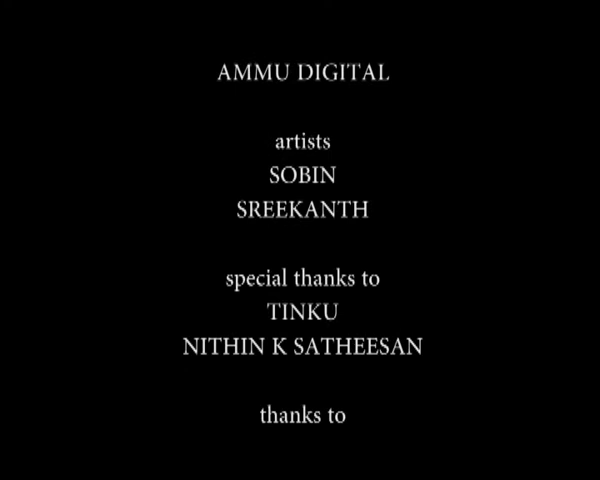 AMMU DIGITAL
artists
SOBIN
SREEKANTH
special thanks to
TINKU
NITHIN K SATHEESAN
thanks to